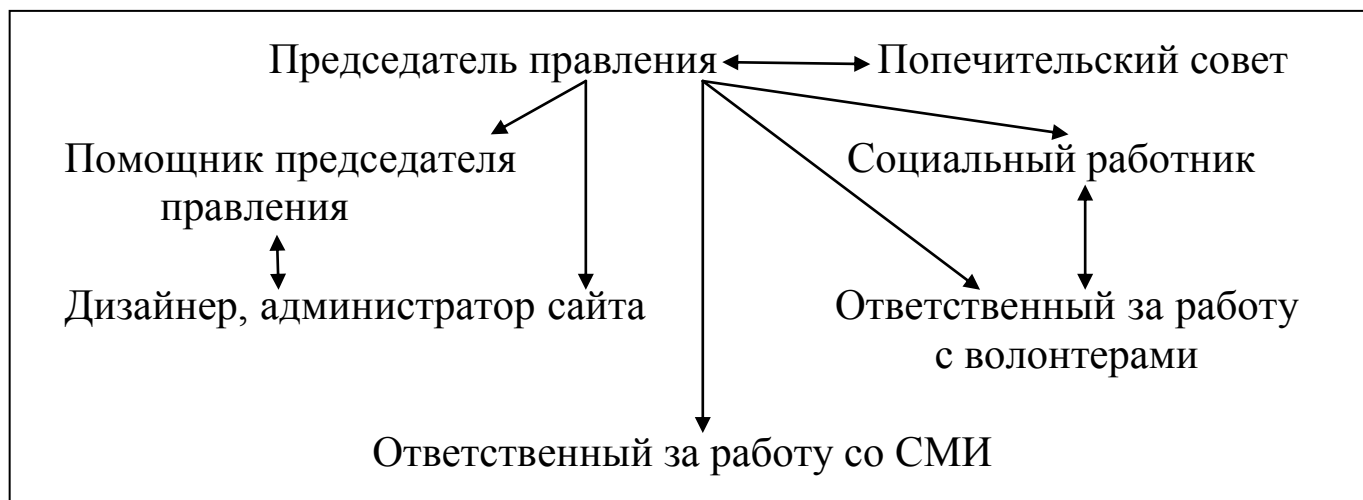 Председатель правления
Попечительский совет
Помощник председателя
правления
Социальный работник
Дизайнер, администратор сайта
Ответственный за работу
с волонтерами
Ответственный за работу со СМИ